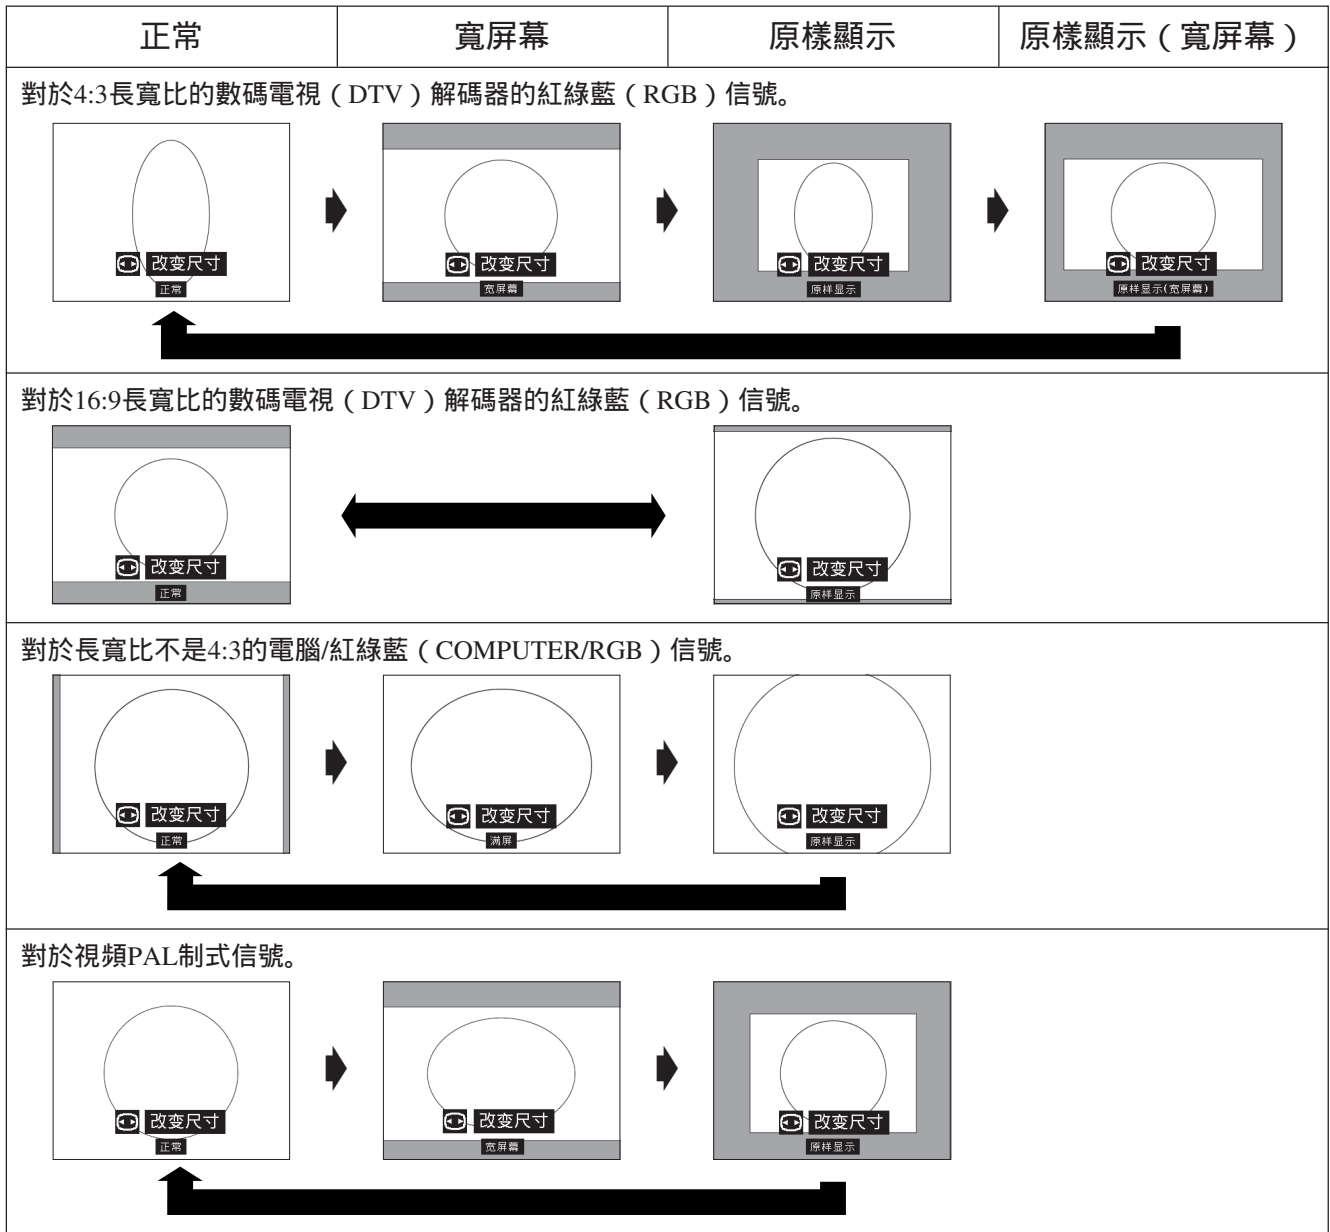 正常 寬屏幕 原樣顯示 原樣顯示（寬屏幕）
對於4:3長寬比的數碼電視（DTV）解碼器的紅綠藍（RGB）信號。
改变尺寸 改变尺寸 改变尺寸 改变尺寸
正常 宽屏幕 原样显示 原样显示(宽屏幕)
對於16:9長寬比的數碼電視（DTV）解碼器的紅綠藍（RGB）信號。
改变尺寸 改变尺寸
正常 原样显示
對於長寬比不是4:3的電腦/紅綠藍（COMPUTER/RGB）信號。
改变尺寸 改变尺寸 改变尺寸
正常 满屏 原样显示
對於視頻PAL制式信號。
改变尺寸 改变尺寸 改变尺寸
正常 宽屏幕 原样显示